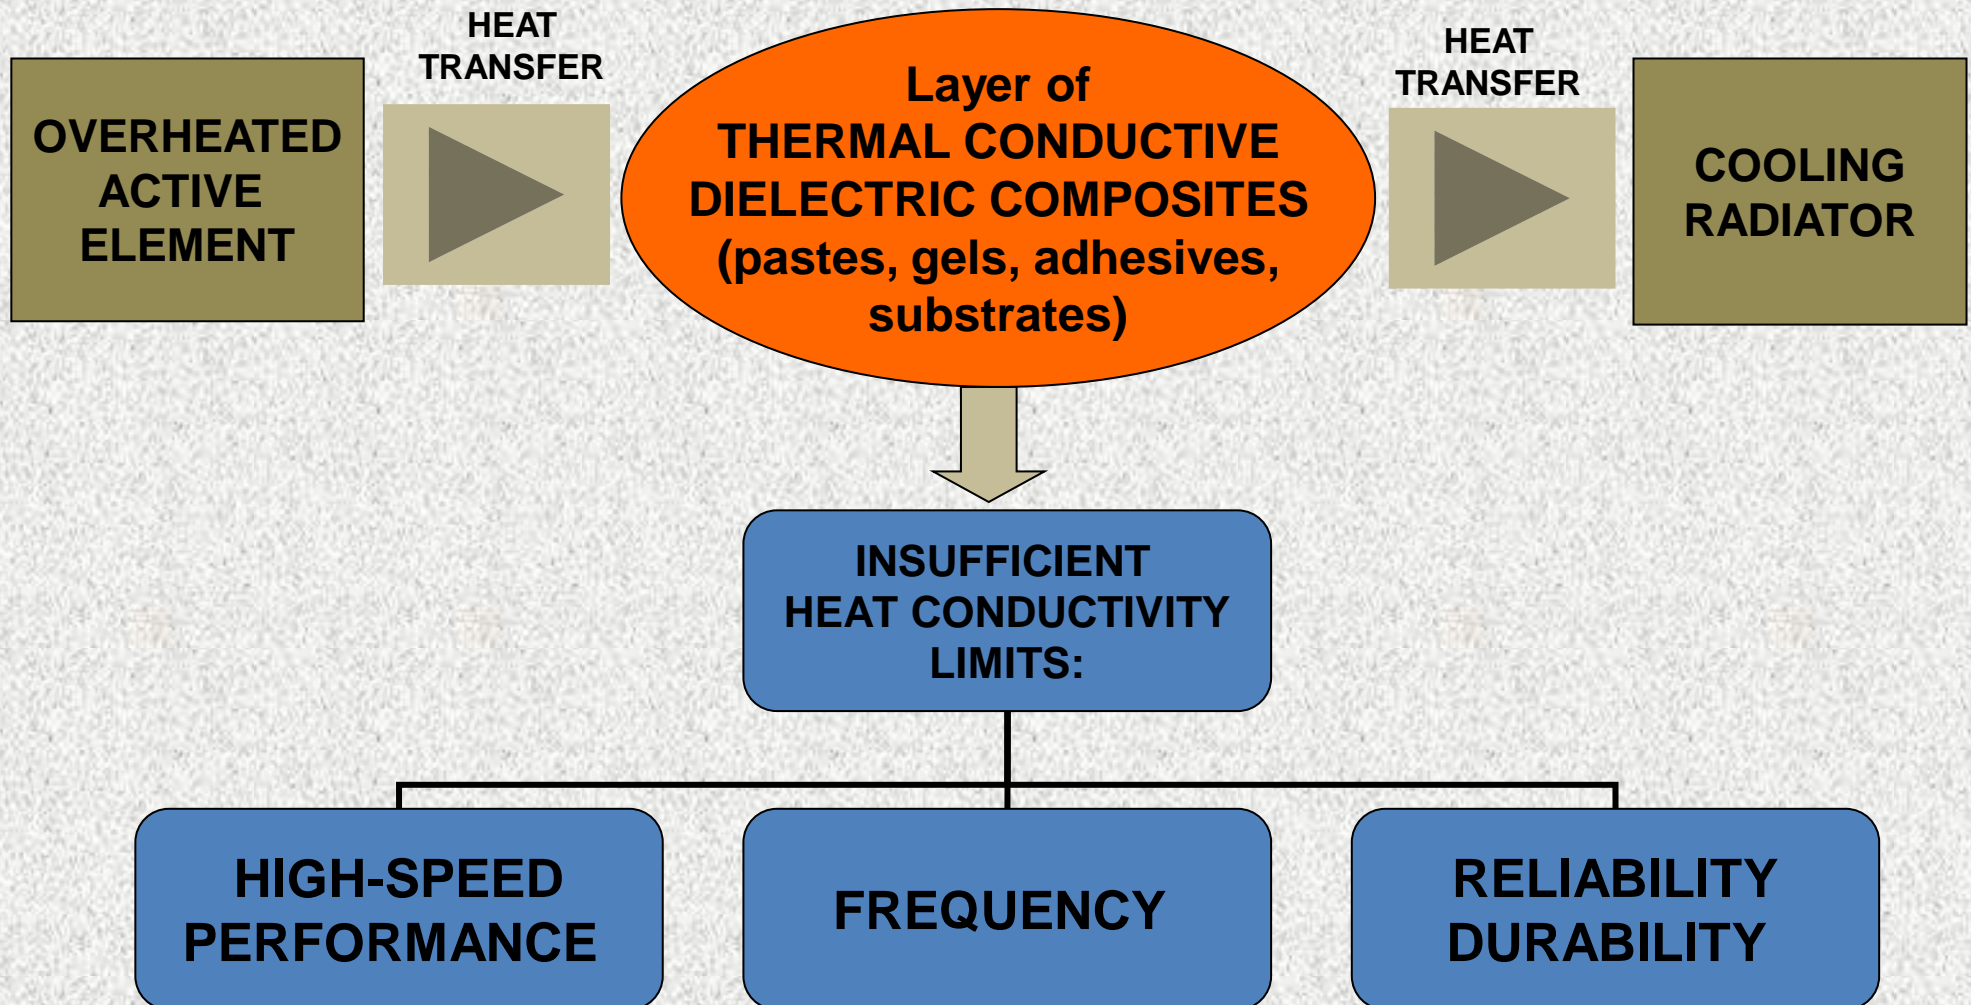 HEAT
TRANSFER
OVERHEATED
ACTIVE
ELEMENT
Layer of
THERMAL CONDUCTIVE
DIELECTRIC COMPOSITES
(pastes, gels, adhesives,
substrates)
HEAT
TRANSFER
COOLING
RADIATOR
INSUFFICIENT
HEAT CONDUCTIVITY
LIMITS:
HIGH-SPEED
PERFORMANCE
FREQUENCY
RELIABILITY
DURABILITY